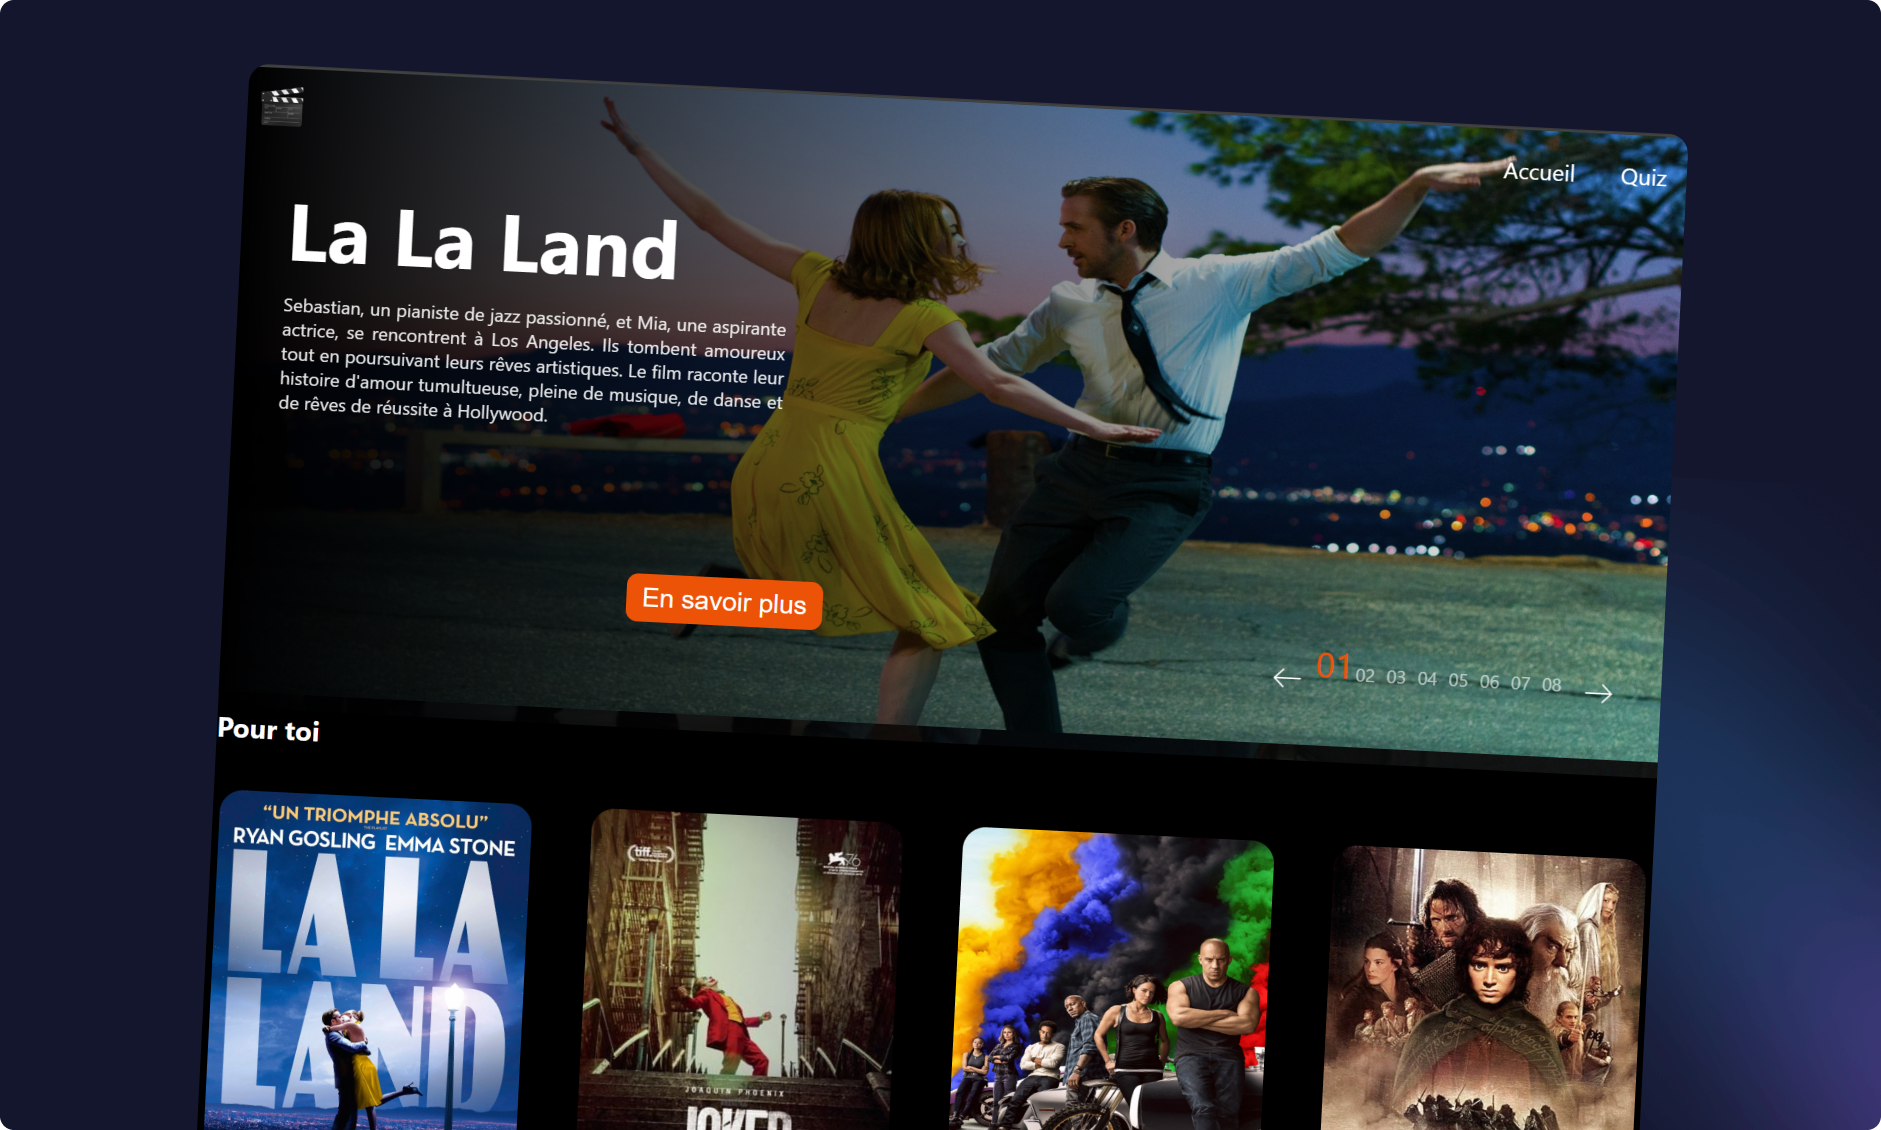 Accueil
Quiz
La La Land
Sebastian, un pianiste de jazz passionné, et Mia, une aspirante
actrice, se rencontrent à Los Angeles. Ils tombent amoureux
tout en poursuivant leurs rêves artistiques. Le film raconte leur
histoire d'amour tumultueuse, pleine de musique, de danse et
de rêves de réussite à Hollywood.
En savoir plus
01 02 03 04 05 06 07 08
Pour toi
“UN TRIOMPHE ABSOLU”
RYAN GOSLING EMMA STONE
LA LA
LAND
tiff.
76
JOAQUIN PHOENIX
JOKER